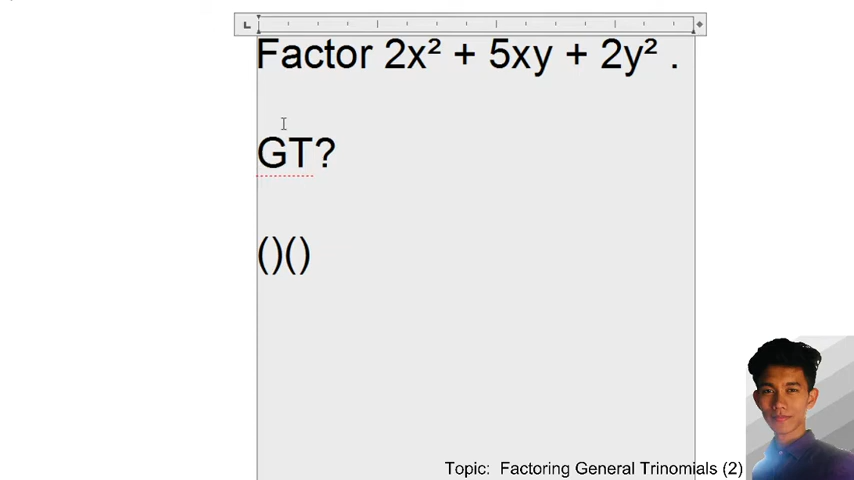 Factor 2x² + 5xy + 2y² .
GT?
()()
Topic: Factoring General Trinomials (2)